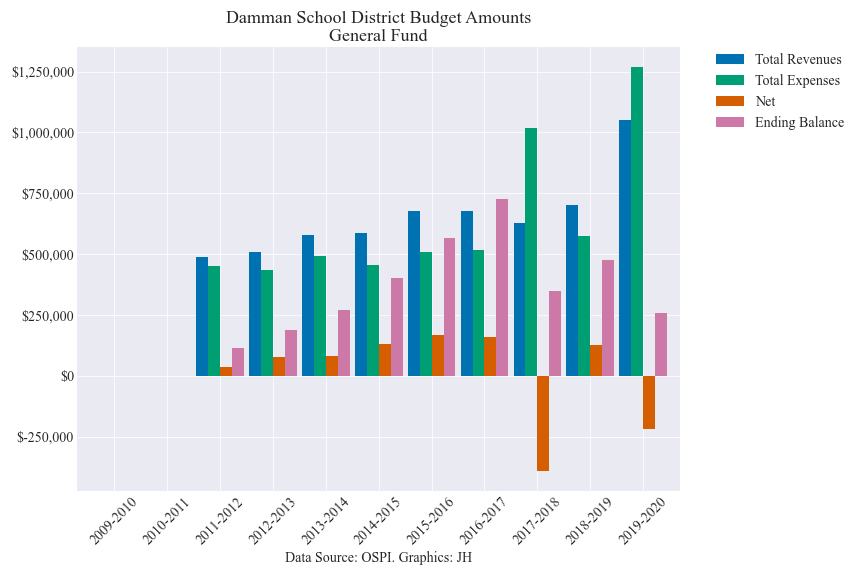 Damman School District Budget Amounts
General Fund
Total Revenues
Total Expenses
Net
Ending Balance
$1,250,000
$1,000,000
$750,000
$500,000
$250,000
$0
$-250,000
2009-2010
2010-2011
2011-2012
2012-2013
2013-2014
2014-2015
2015-2016
2016-2017
2017-2018
2018-2019
2019-2020
Data Source: OSPI. Graphics: JH